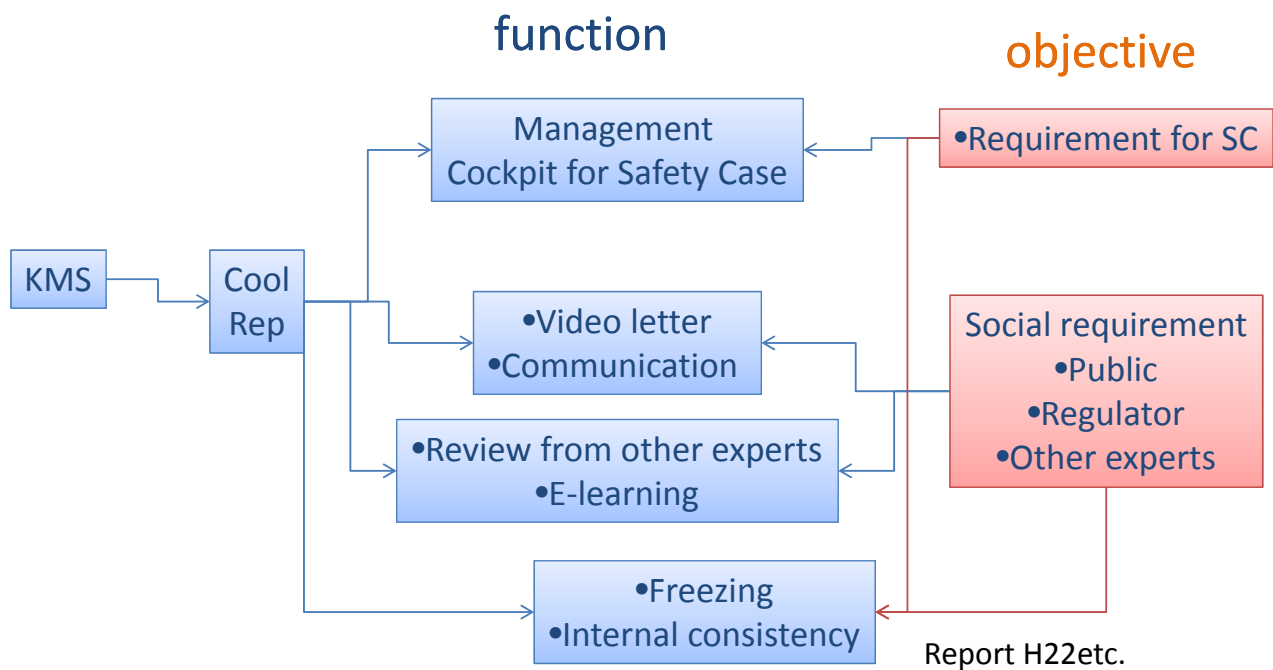 function
objective
Management
Cockpit for Safety Case
•Requirement for SC
KMS
Cool
Rep
•Video letter
•Communication
Social requirement
•Public
•Regulator
•Other experts
•Review from other experts
•E-learning
•Freezing
•Internal consistency
Report H22etc.